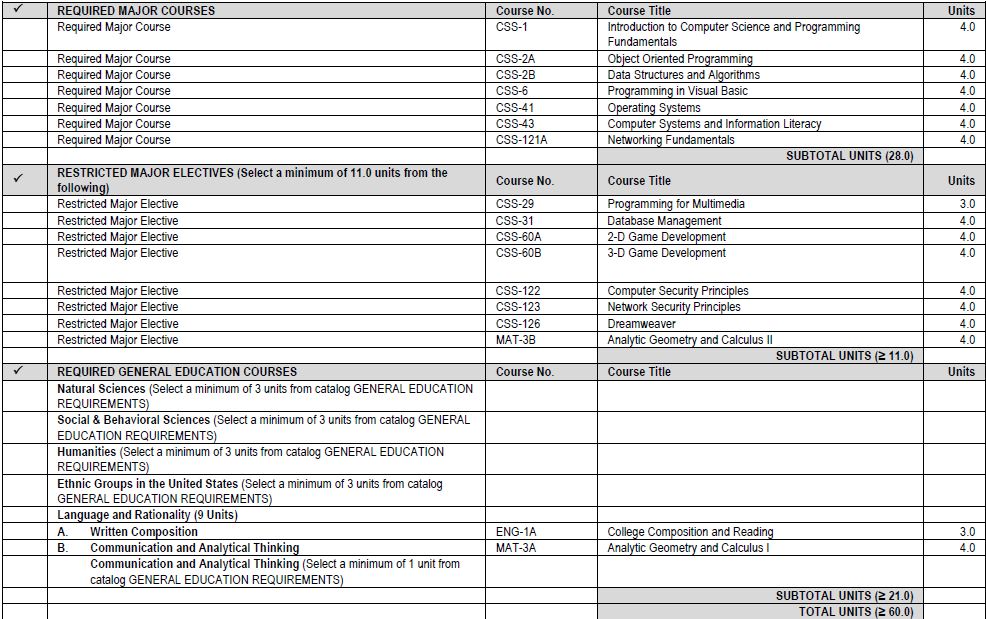 ✓ REQUIRED MAJOR COURSES Course No. Course Title Units
Required Major Course CSS-1 Introduction to Computer Science and Programming 4.0
Fundamentals
Required Major Course CSS-2A Object Oriented Programming 4.0
Required Major Course CSS-2B Data Structures and Algorithms 4.0
Required Major Course CSS-6 Programming in Visual Basic 4.0
Required Major Course CSS-41 Operating Systems 4.0
Required Major Course CSS-43 Computer Systems and Information Literacy 4.0
Required Major Course CSS-121A Networking Fundamentals 4.0
SUBTOTAL UNITS (28.0)
✓ RESTRICTED MAJOR ELECTIVES (Select a minimum of 11.0 units from the
following) Course No. Course Title Units
Restricted Major Elective CSS-29 Programming for Multimedia 3.0
Restricted Major Elective CSS-31 Database Management 4.0
Restricted Major Elective CSS-60A 2-D Game Development 4.0
Restricted Major Elective CSS-60B 3-D Game Development 4.0
Restricted Major Elective CSS-122 Computer Security Principles 4.0
Restricted Major Elective CSS-123 Network Security Principles 4.0
Restricted Major Elective CSS-126 Dreamweaver 4.0
Restricted Major Elective MAT-3B Analytic Geometry and Calculus II 4.0
SUBTOTAL UNITS (≥ 11.0)
✓ REQUIRED GENERAL EDUCATION COURSES Course No. Course Title Units
Natural Sciences (Select a minimum of 3 units from catalog GENERAL EDUCATION
REQUIREMENTS)
Social & Behavioral Sciences (Select a minimum of 3 units from catalog GENERAL
EDUCATION REQUIREMENTS)
Humanities (Select a minimum of 3 units from catalog GENERAL EDUCATION
REQUIREMENTS)
Ethnic Groups in the United States (Select a minimum of 3 units from catalog
GENERAL EDUCATION REQUIREMENTS)
Language and Rationality (9 Units)
A. Written Composition ENG-1A College Composition and Reading 3.0
B. Communication and Analytical Thinking MAT-3A Analytic Geometry and Calculus I 4.0
Communication and Analytical Thinking (Select a minimum of 1 unit from
catalog GENERAL EDUCATION REQUIREMENTS)
SUBTOTAL UNITS (≥ 21.0)
TOTAL UNITS (≥ 60.0)